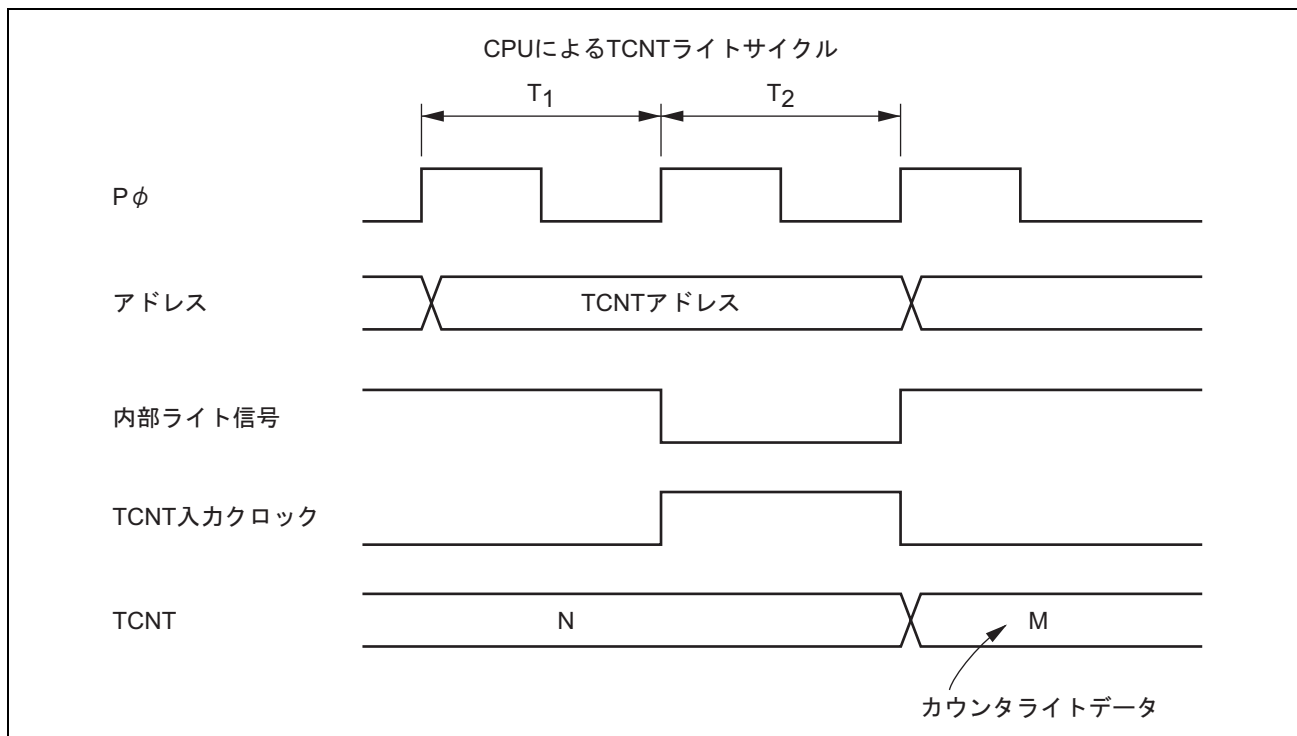 CPUによるTCNTライトサイクル
T1
T2
Pφ
アドレス
TCNTアドレス
内部ライト信号
TCNT入力クロック
TCNT
N
M
カウンタライトデータ